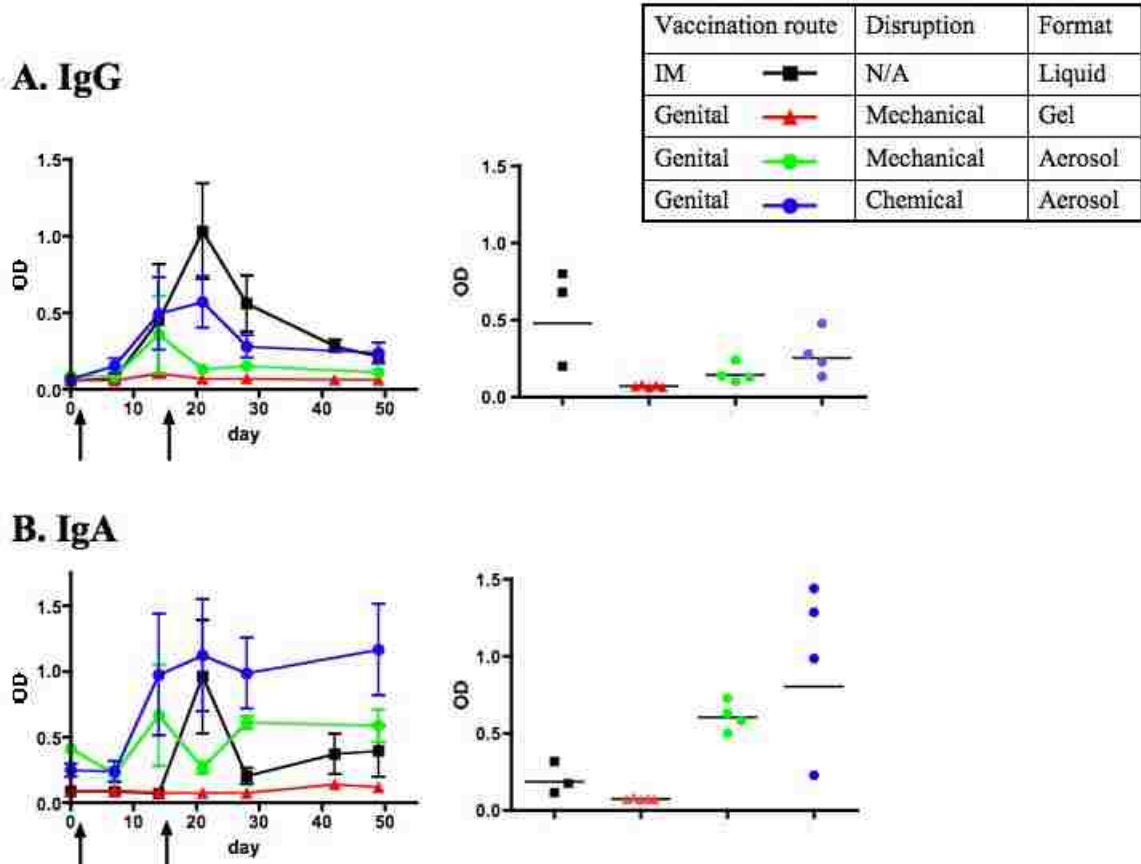 Vaccination route Disruption Format
IM N/A Liquid
Genital Mechanical Gel
Genital Mechanical Aerosol
Genital Chemical Aerosol
A. IgG
1.5
1.0
0.5
0.0
OD
0 10 20 30 40 50
day
1.5
1.0
0.5
0.0
OD
B. IgA
1.5
1.0
0.5
0.0
OD
0 10 20 30 40 50
day
1.5
1.0
0.5
0.0
OD